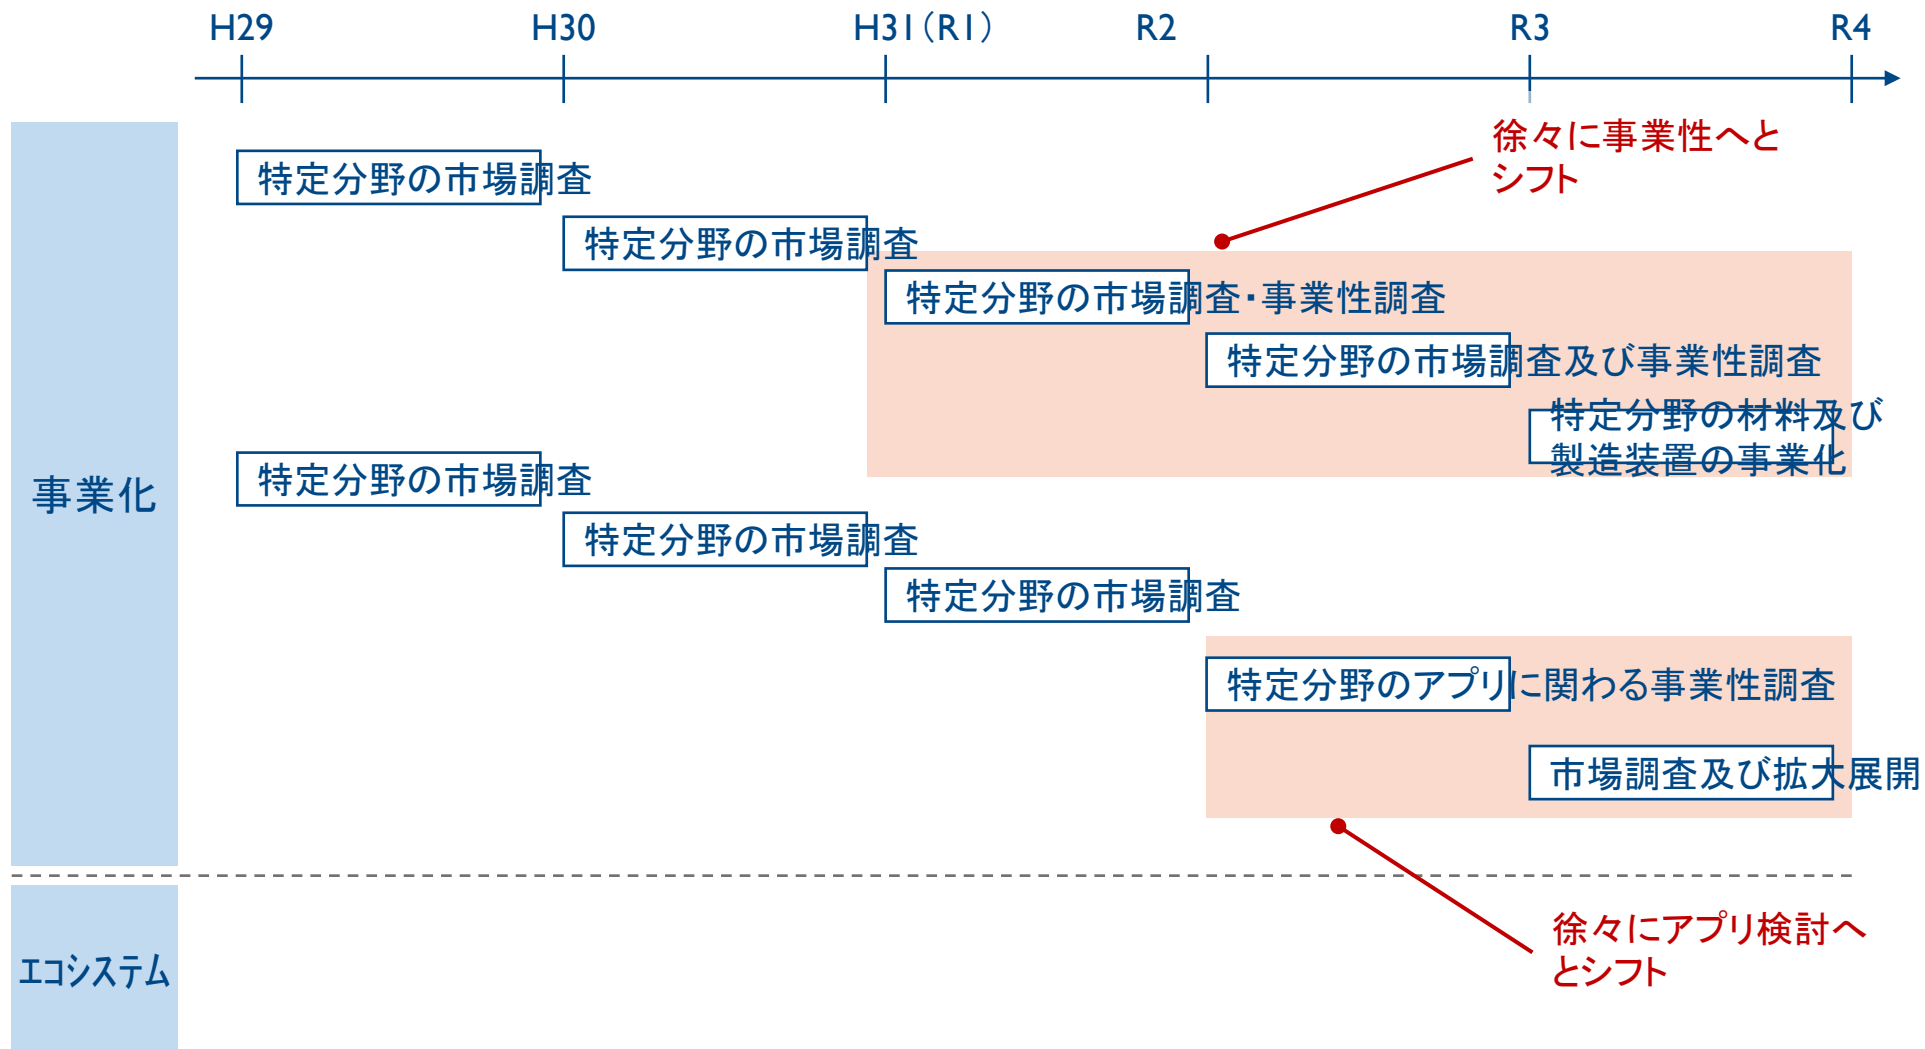 H29
H30
H31(R1)
R2
R3
R4
徐々に事業性へと
シフト
特定分野の市場調査
特定分野の市場調査
特定分野の市場調査・事業性調査
特定分野の市場調査及び事業性調査
特定分野の材料及び
製造装置の事業化
事業化
特定分野の市場調査
特定分野の市場調査
特定分野の市場調査
特定分野のアプリに関わる事業性調査
市場調査及び拡大展開
徐々にアプリ検討へ
とシフト
エコシステム